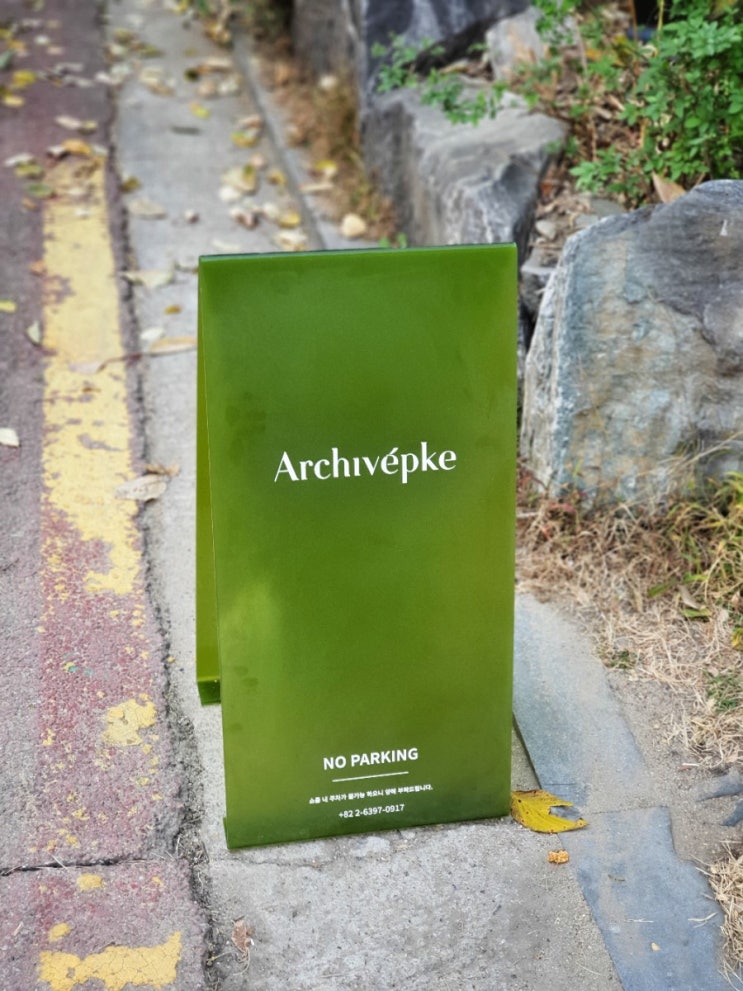 Archıvépke
NO PARKING
쇼룸 내 주차가 불가능 하오니 양해 부탁드립니다.
+82 2-6397-0917